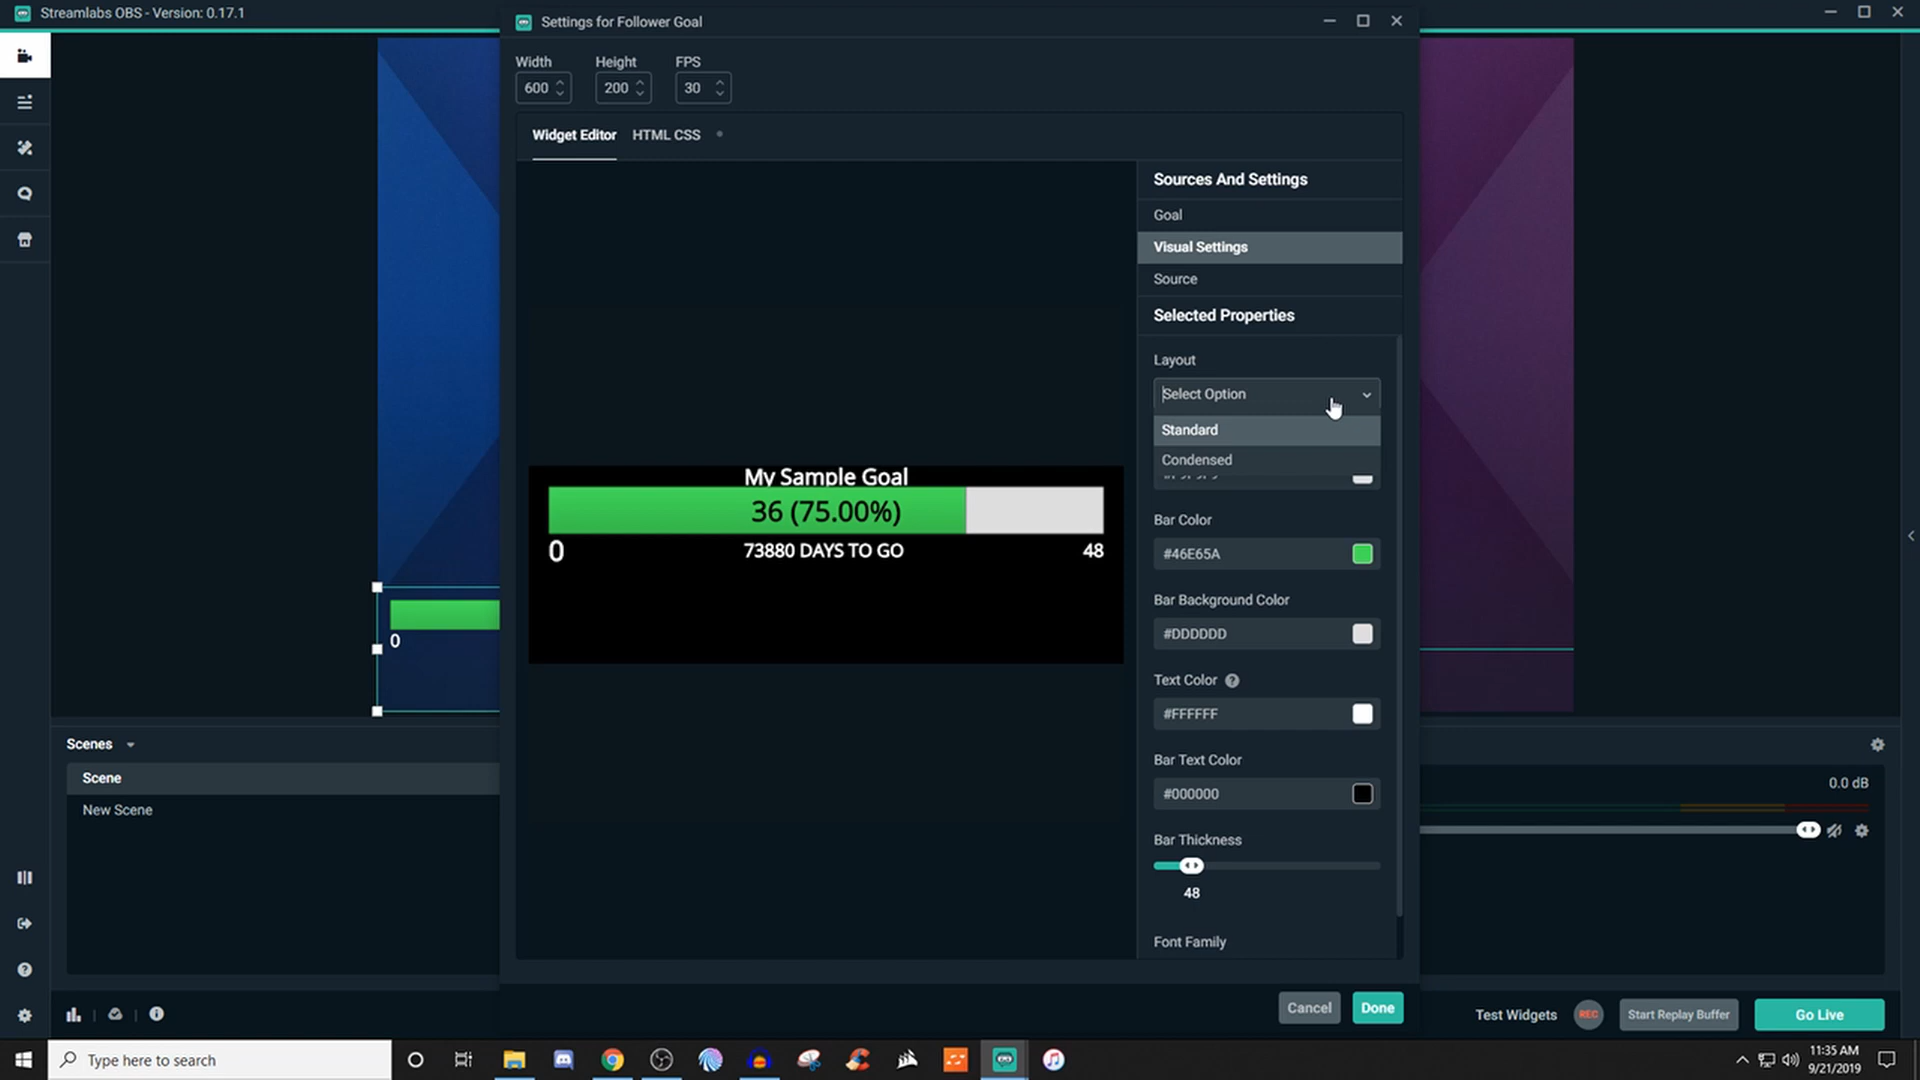 Streamlabs OBS - Version: 0.17.1
Settings for Follower Goal
Width
Height
FPS
600
200
30
Widget Editor
HTML CSS
Sources And Settings
Goal
Visual Settings
Source
Selected Properties
Layout
Select Option
Standard
Condensed
My Sample Goal
36 (75.00%)
0
73880 DAYS TO GO
48
Bar Color
#46E65A
Bar Background Color
#DDDDDD
Text Color
#FFFFFF
Bar Text Color
#000000
Bar Thickness
48
Font Family
Cancel
Done
0
Scenes
Scene
New Scene
0.0 dB
Test Widgets
REC
Start Replay Buffer
Go Live
Type here to search
11:35 AM
9/21/2019